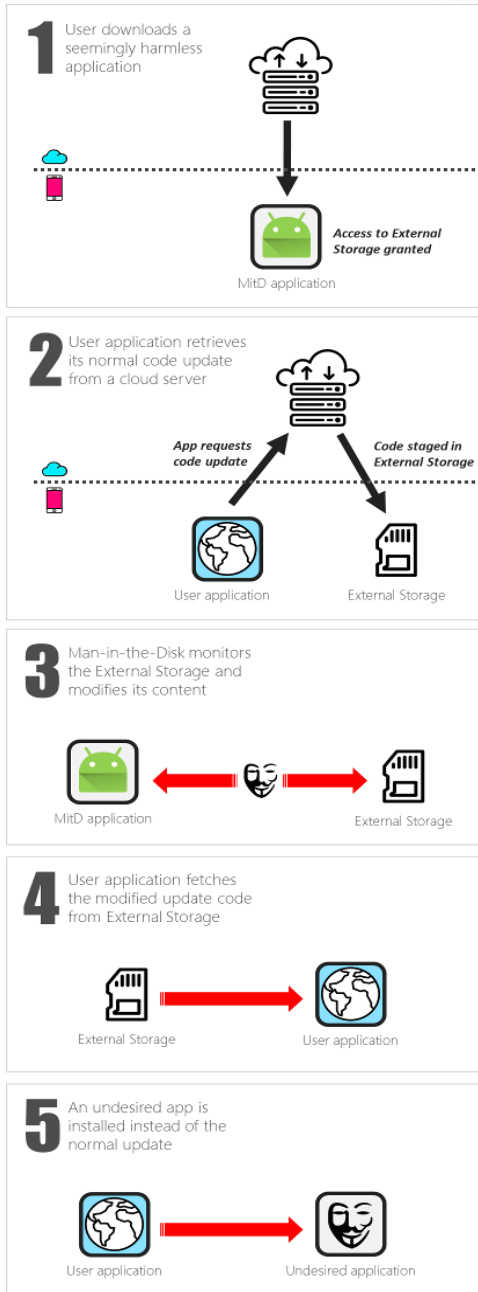 1
User downloads a
seemingly harmless
application
Access to External
Storage granted
MitD application
2
User application retrieves
its normal code update
from a cloud server
App requests
code update
Code staged in
External Storage
User application
External Storage
3
Man-in-the-Disk monitors
the External Storage and
modifies its content
MitD application
External Storage
4
User application fetches
the modified update code
from External Storage
External Storage
User application
5
An undesired app is
installed instead of the
normal update
User application
Undesired application